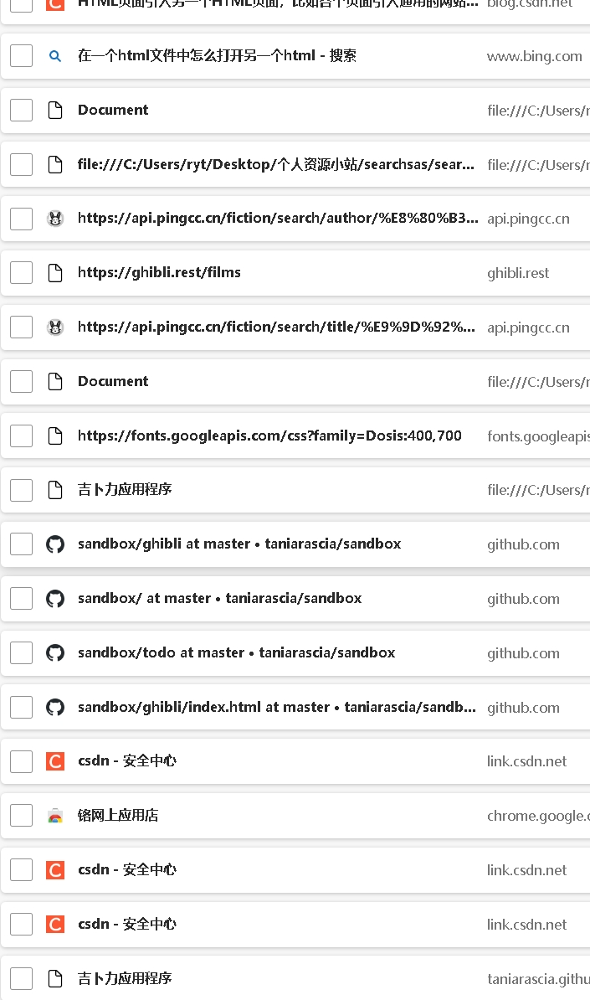 HTML页面引入另一个HTML页面，比如各个页面引入通用的网站... blog.csdn.net
在一个html文件中怎么打开另一个html - 搜索 www.bing.com
Document file:///C:/Users/r
file:///C:/Users/ryt/Desktop/个人资源小站/searchsas/sear... file:///C:/Users/r
https://api.pingcc.cn/fiction/search/author/%E8%80%B3... api.pingcc.cn
https://ghibli.rest/films ghibli.rest
https://api.pingcc.cn/fiction/search/title/%E9%9D%92%... api.pingcc.cn
Document file:///C:/Users/r
https://fonts.googleapis.com/css?family=Dosis:400,700 fonts.googleapis
吉卜力应用程序 file:///C:/Users/r
sandbox/ghibli at master • taniarascia/sandbox github.com
sandbox/ at master • taniarascia/sandbox github.com
sandbox/todo at master • taniarascia/sandbox github.com
sandbox/ghibli/index.html at master • taniarascia/sandb... github.com
csdn - 安全中心 link.csdn.net
铬网上应用店 chrome.google.c
csdn - 安全中心 link.csdn.net
csdn - 安全中心 link.csdn.net
吉卜力应用程序 taniarascia.githu